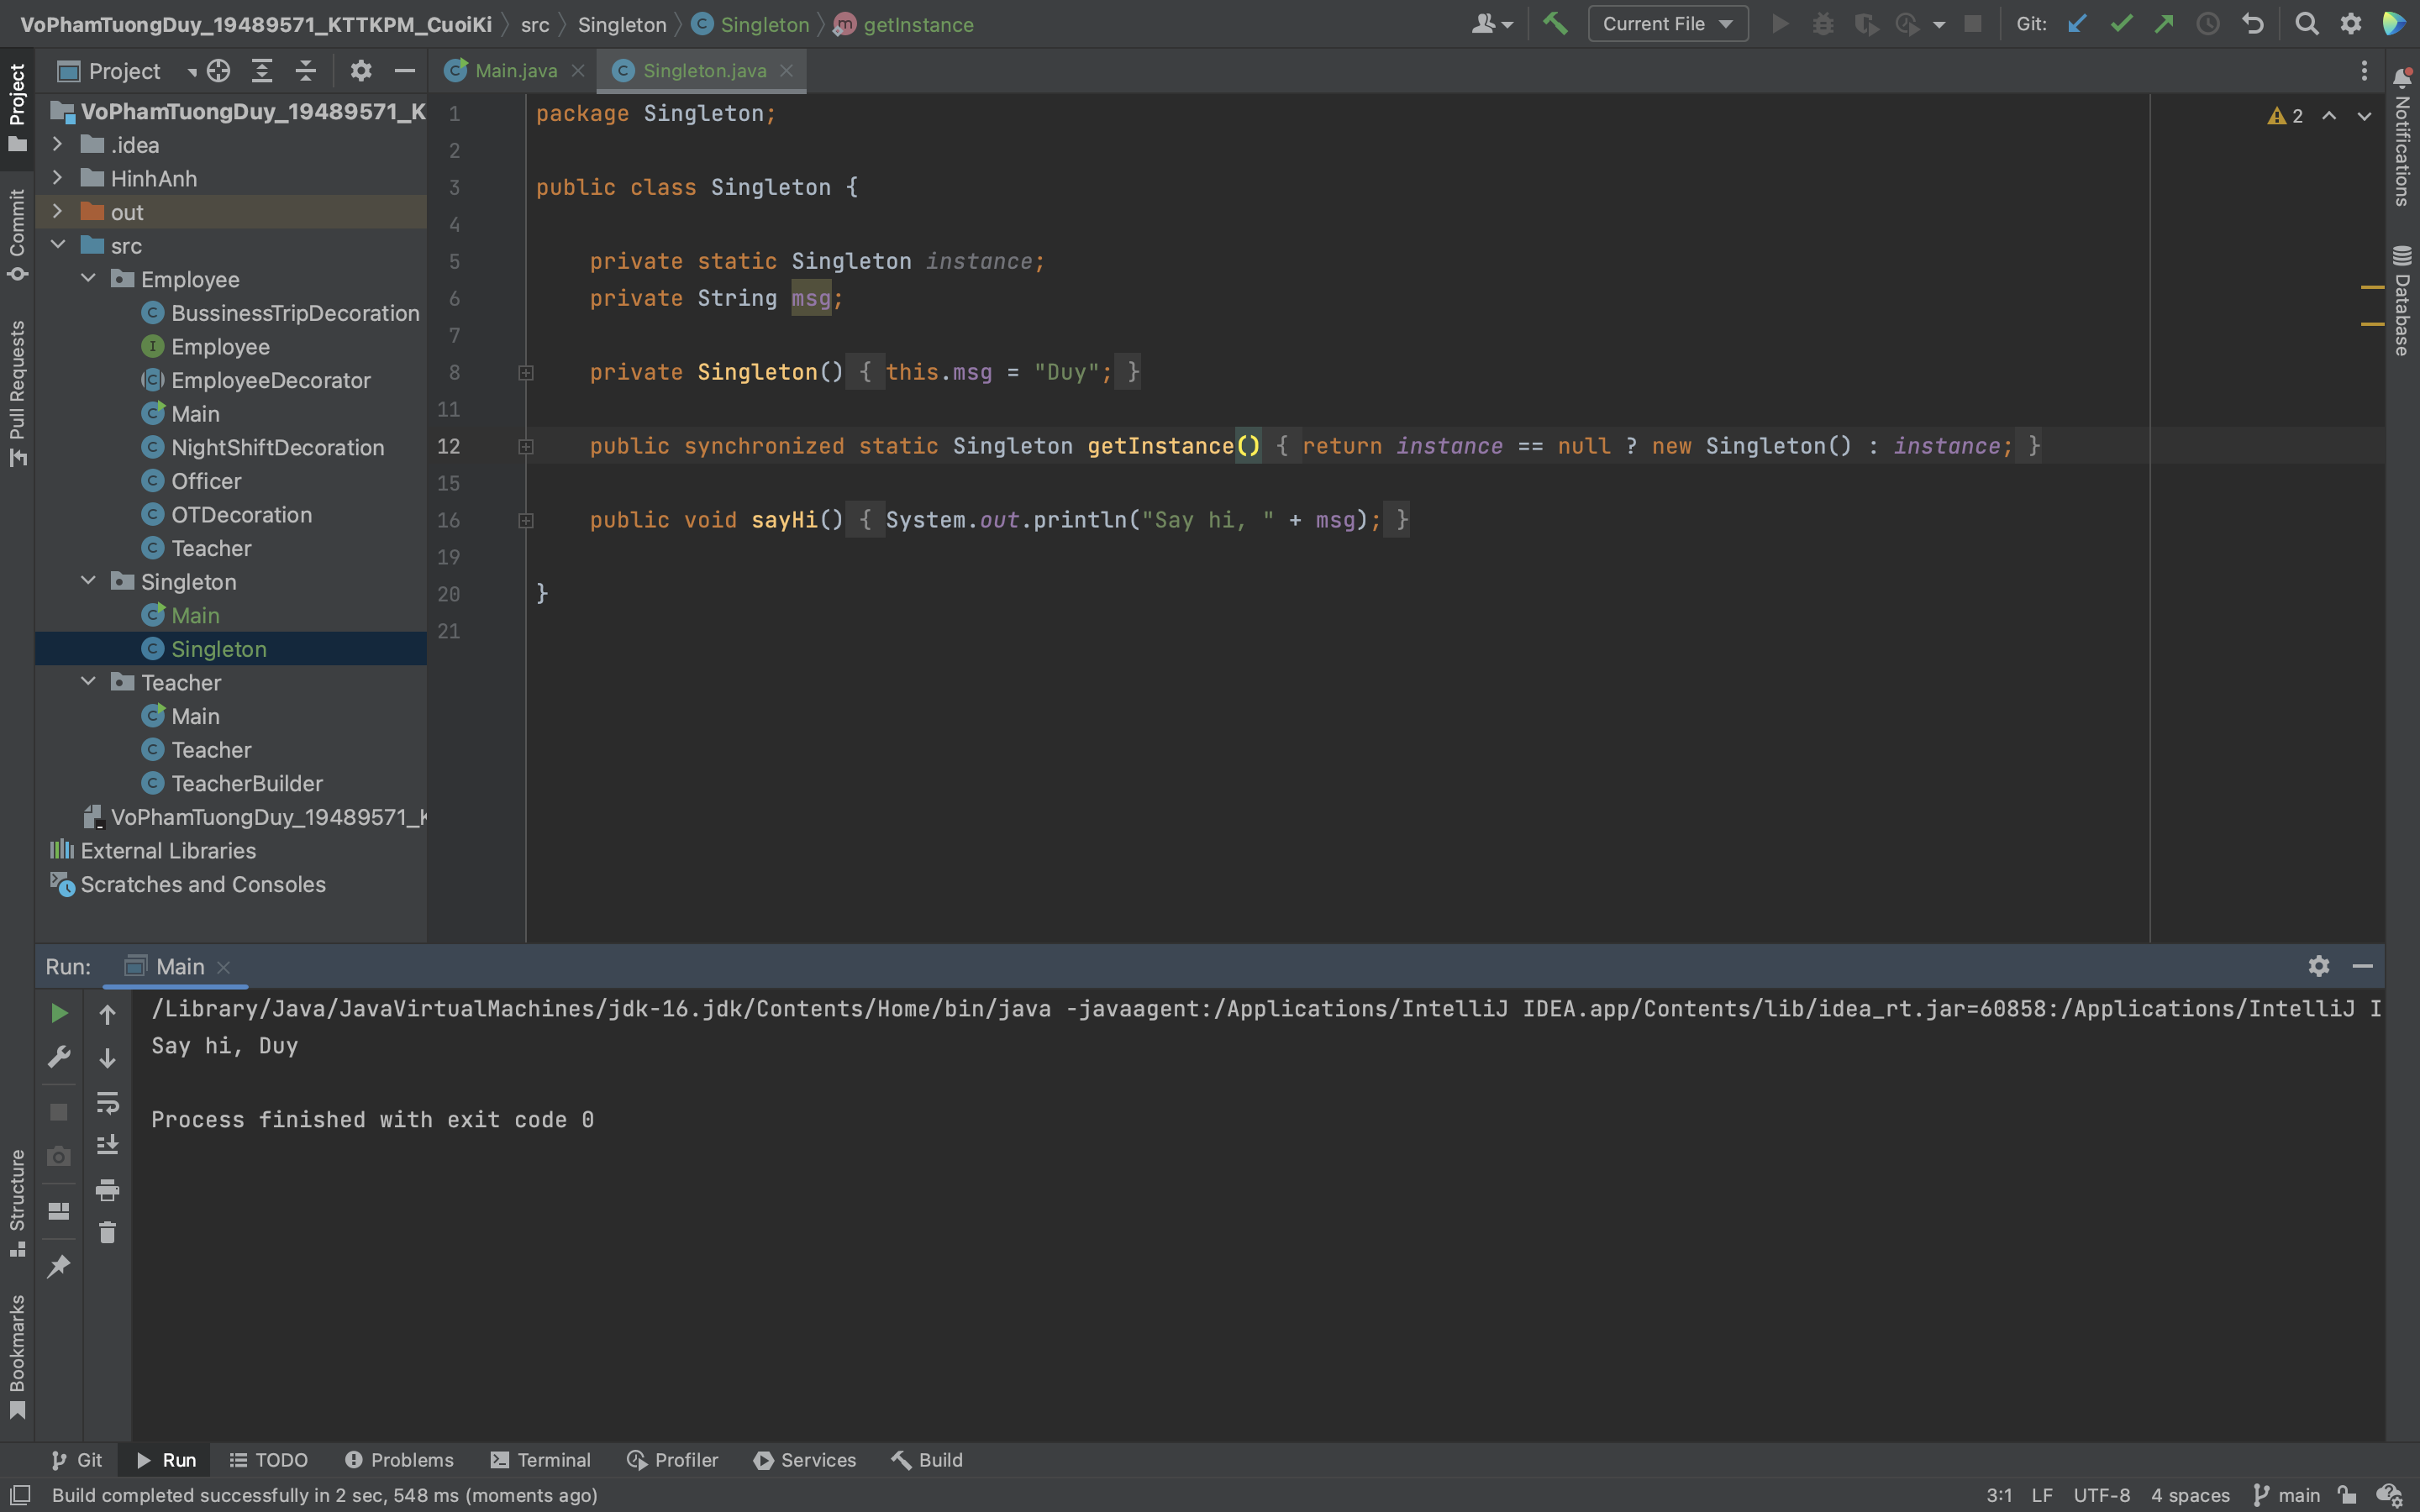 VoPhamTuongDuy_19489571_KTTKPM_CuoiKi src Singleton Singleton getInstance Current File Git:
Project
Main.java Singleton.java
VoPhamTuongDuy_19489571_K
.idea
HinhAnh
out
src
Employee
BussinessTripDecoration
Employee
EmployeeDecorator
Main
NightShiftDecoration
Officer
OTDecoration
Teacher
Singleton
Main
Singleton
Teacher
Main
Teacher
TeacherBuilder
VoPhamTuongDuy_19489571_K
External Libraries
Scratches and Consoles
Project
Commit
Pull Requests
Structure
Bookmarks
1 package Singleton;
2
3 public class Singleton {
4
5 private static Singleton instance;
6 private String msg;
7
8 private Singleton() { this.msg = "Duy"; }
11
12 public synchronized static Singleton getInstance() { return instance == null ? new Singleton() : instance; }
15
16 public void sayHi() { System.out.println("Say hi, " + msg); }
19
20 }
21
2
Notifications
Database
Run: Main
/Library/Java/JavaVirtualMachines/jdk-16.jdk/Contents/Home/bin/java -javaagent:/Applications/IntelliJ IDEA.app/Contents/lib/idea_rt.jar=60858:/Applications/IntelliJ I
Say hi, Duy
Process finished with exit code 0
Git Run TODO Problems Terminal Profiler Services Build
Build completed successfully in 2 sec, 548 ms (moments ago) 3:1 LF UTF-8 4 spaces main